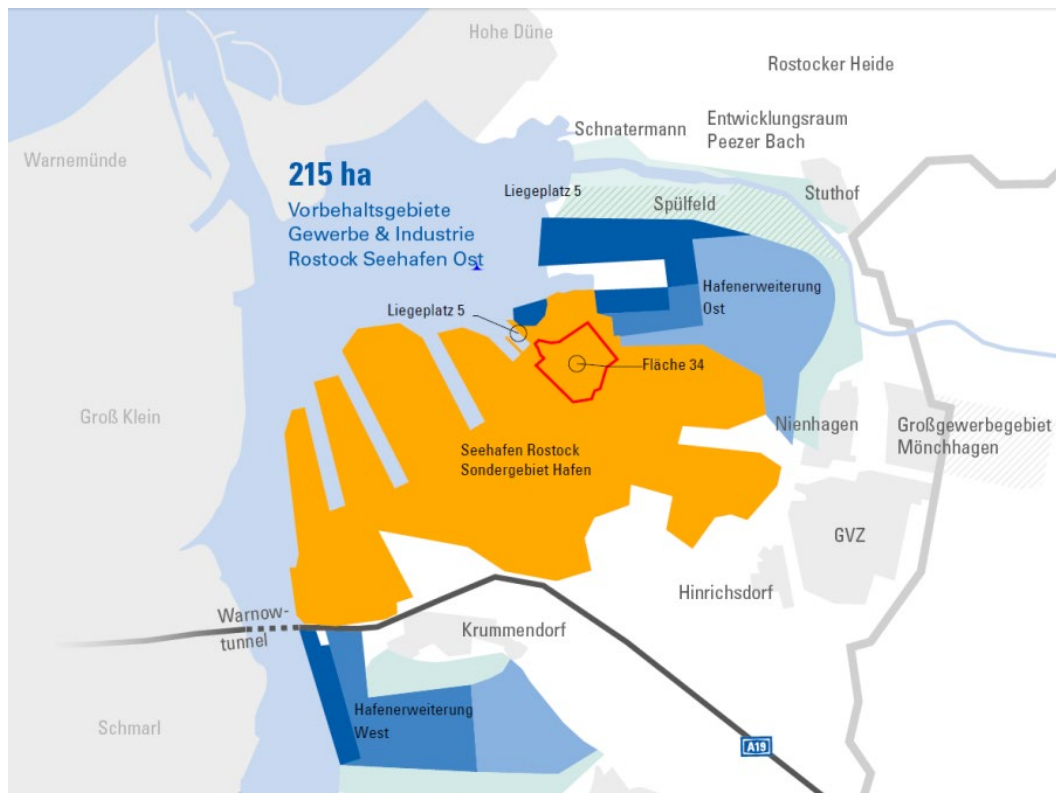 Hohe Düne
Rostocker Heide
Entwicklungsraum
Peezer Bach
Schnatermann
Warnemünde
215 ha
Vorbehaltsgebiete
Gewerbe & Industrie
Rostock Seehafen Ost
Liegeplatz 5
Spülfeld
Stuthof
Hafenerweiterung
Ost
Liegeplatz 5
Fläche 34
Groß Klein
Nienhagen
Großgewerbegebiet
Mönchhagen
Seehafen Rostock
Sondergebiet Hafen
GVZ
Hinrichsdorf
Warnow-
tunnel
Krummendorf
Hafenerweiterung
West
Schmarl
A19